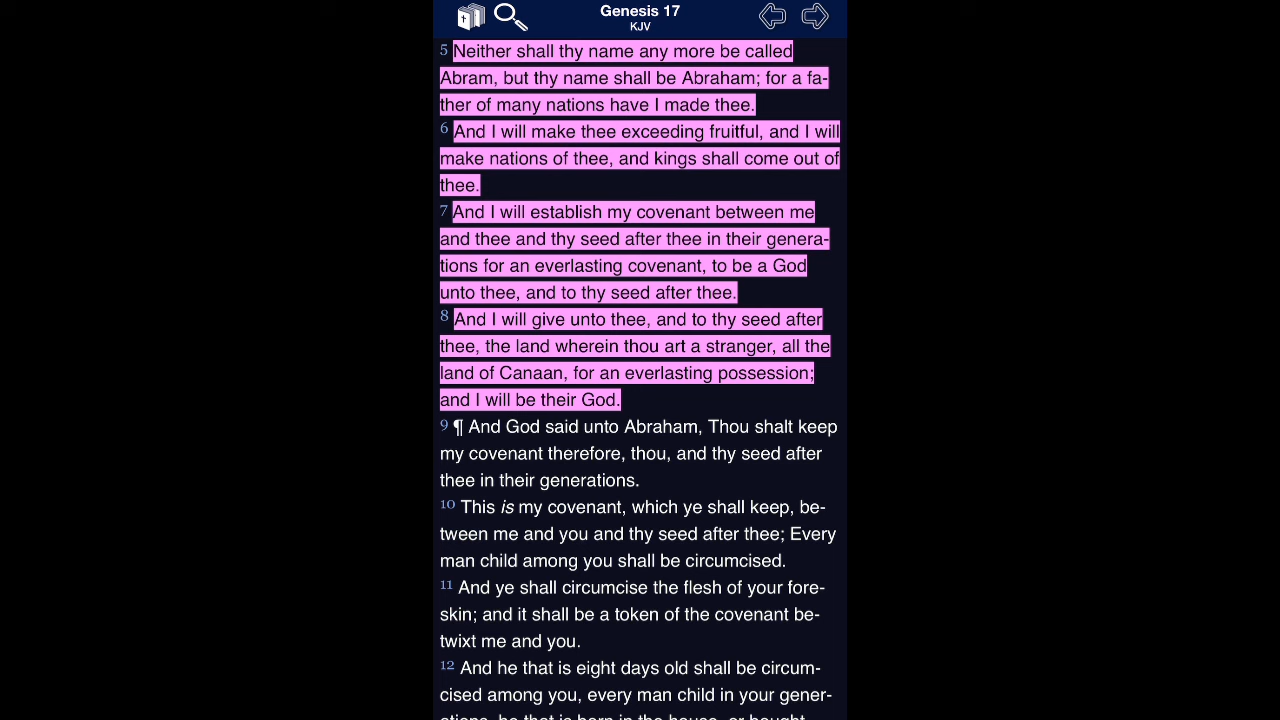 Genesis 17
KJV
5 Neither shall thy name any more be called
Abram, but thy name shall be Abraham; for a fa-
ther of many nations have I made thee.
6 And I will make thee exceeding fruitful, and I will
make nations of thee, and kings shall come out of
thee.
7 And I will establish my covenant between me
and thee and thy seed after thee in their genera-
tions for an everlasting covenant, to be a God
unto thee, and to thy seed after thee.
8 And I will give unto thee, and to thy seed after
thee, the land wherein thou art a stranger, all the
land of Canaan, for an everlasting possession;
and I will be their God.
9 ¶ And God said unto Abraham, Thou shalt keep
my covenant therefore, thou, and thy seed after
thee in their generations.
10 This is my covenant, which ye shall keep, be-
tween me and you and thy seed after thee; Every
man child among you shall be circumcised.
11 And ye shall circumcise the flesh of your fore-
skin; and it shall be a token of the covenant be-
twixt me and you.
12 And he that is eight days old shall be circum-
cised among you, every man child in your gener-
ations, he that is born in the house, or bought